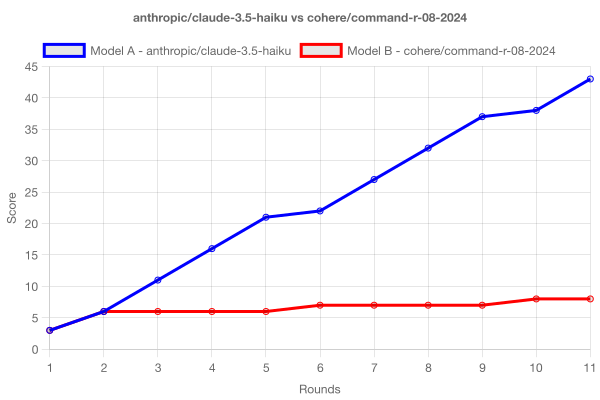 anthropic/claude-3.5-haiku vs cohere/command-r-08-2024
Model A - anthropic/claude-3.5-haiku
Model B - cohere/command-r-08-2024
45
40
35
30
25
20
15
10
5
0
Score
1 2 3 4 5 6 7 8 9 10 11
Rounds